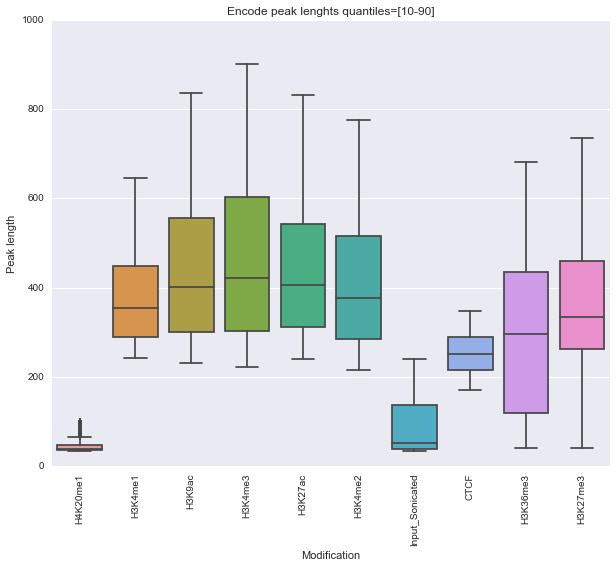 Encode peak lenghts quantiles=[10-90]
1000
800
600
400
200
0
Peak length
H4K20me1
H3K4me1
H3K9ac
H3K4me3
H3K27ac
H3K4me2
Input_Sonicated
CTCF
H3K36me3
H3K27me3
Modification